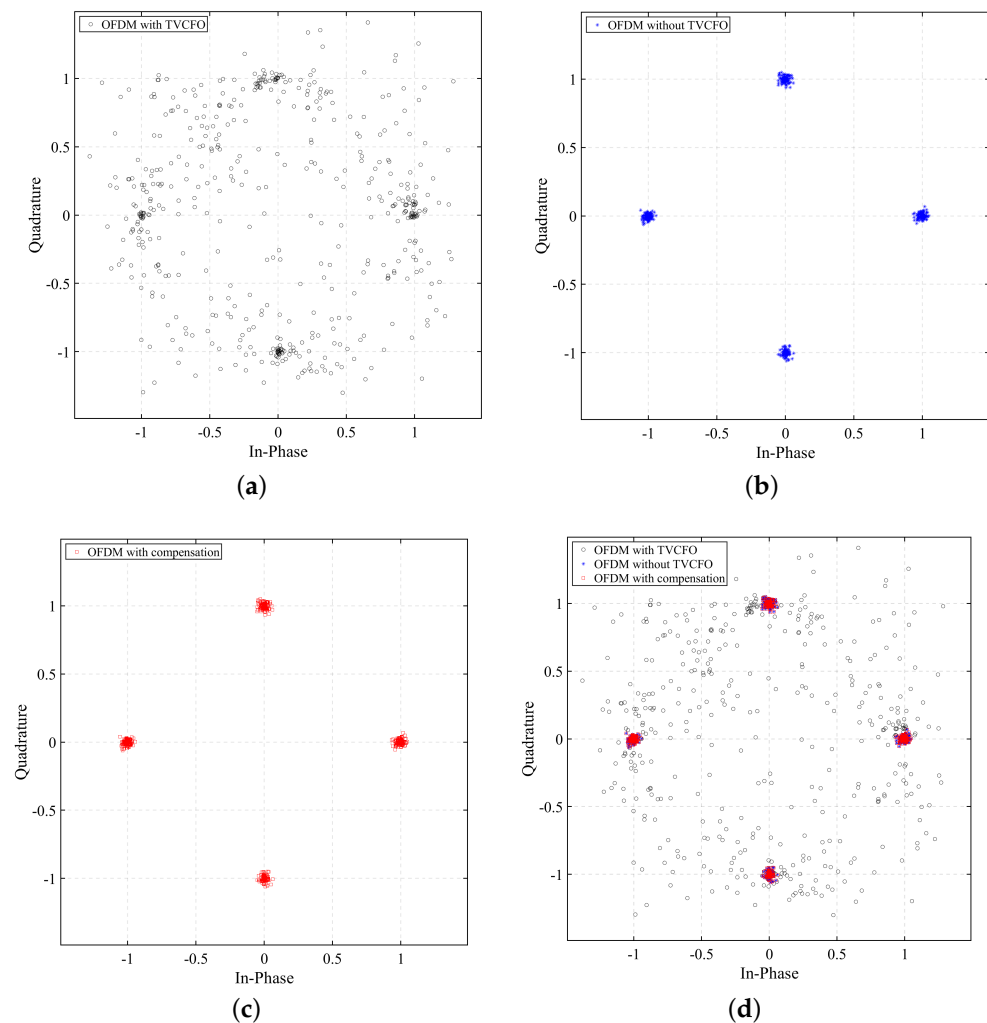 OFDM with TVCFO
1
0.5
0
-0.5
-1
Quadrature
-1 -0.5 0 0.5 1
In-Phase
(a)
OFDM without TVCFO
1
0.5
0
-0.5
-1
Quadrature
-1 -0.5 0 0.5 1
In-Phase
(b)
OFDM with compensation
1
0.5
0
-0.5
-1
Quadrature
-1 -0.5 0 0.5 1
In-Phase
(c)
OFDM with TVCFO
OFDM without TVCFO
OFDM with compensation
1
0.5
0
-0.5
-1
Quadrature
-1 -0.5 0 0.5 1
In-Phase
(d)